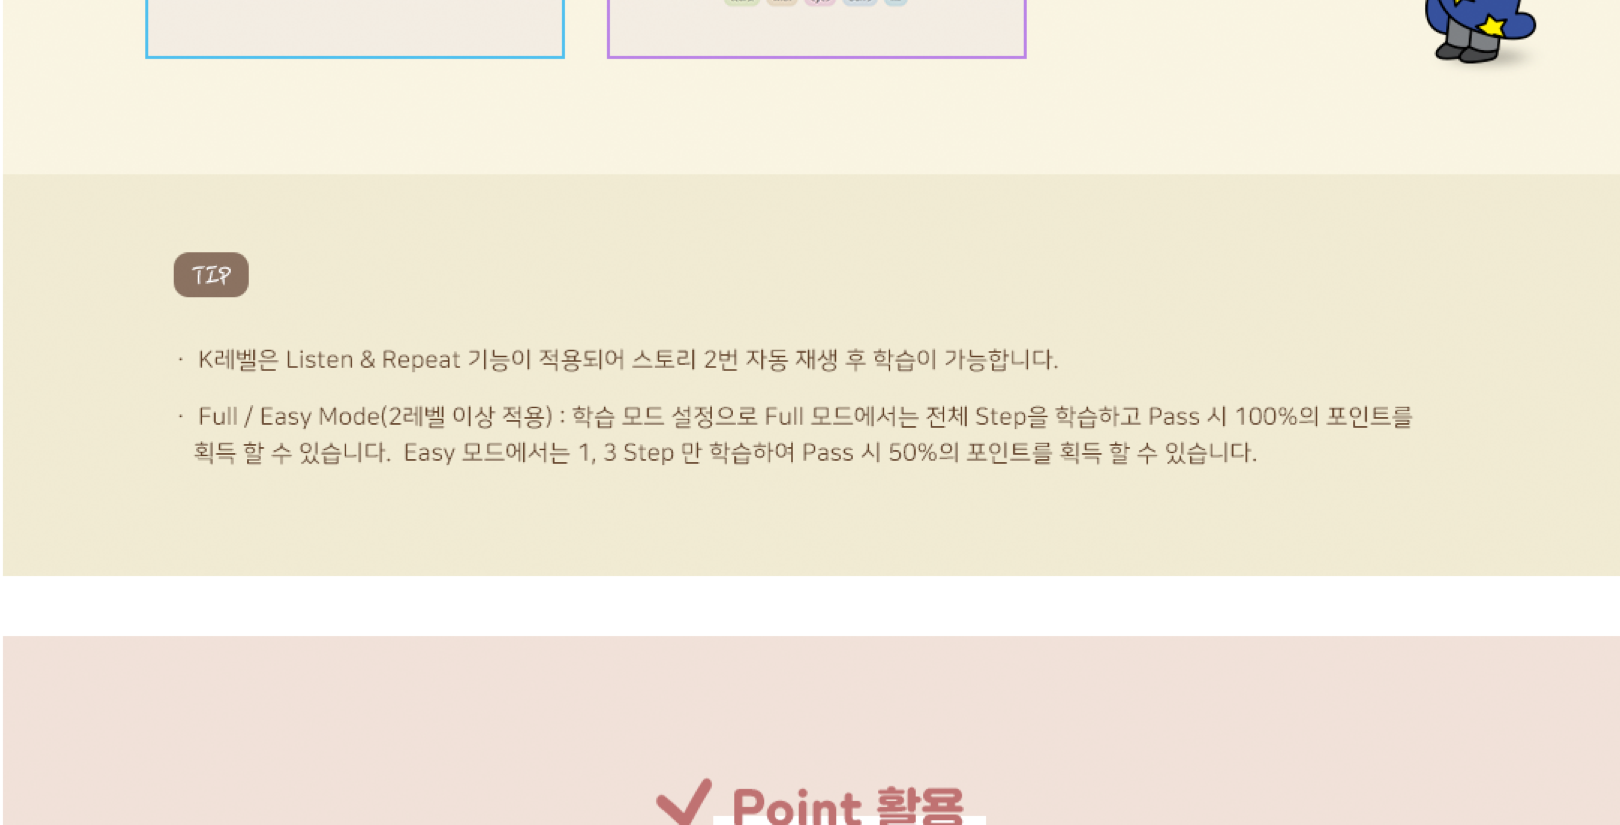 TIP
· K레벨은 Listen & Repeat 기능이 적용되어 스토리 2번 자동 재생 후 학습이 가능합니다.
· Full / Easy Mode(2레벨 이상 적용) : 학습 모드 설정으로 Full 모드에서는 전체 Step을 학습하고 Pass 시 100%의 포인트를
획득 할 수 있습니다. Easy 모드에서는 1, 3 Step 만 학습하여 Pass 시 50%의 포인트를 획득 할 수 있습니다.
Point 활용